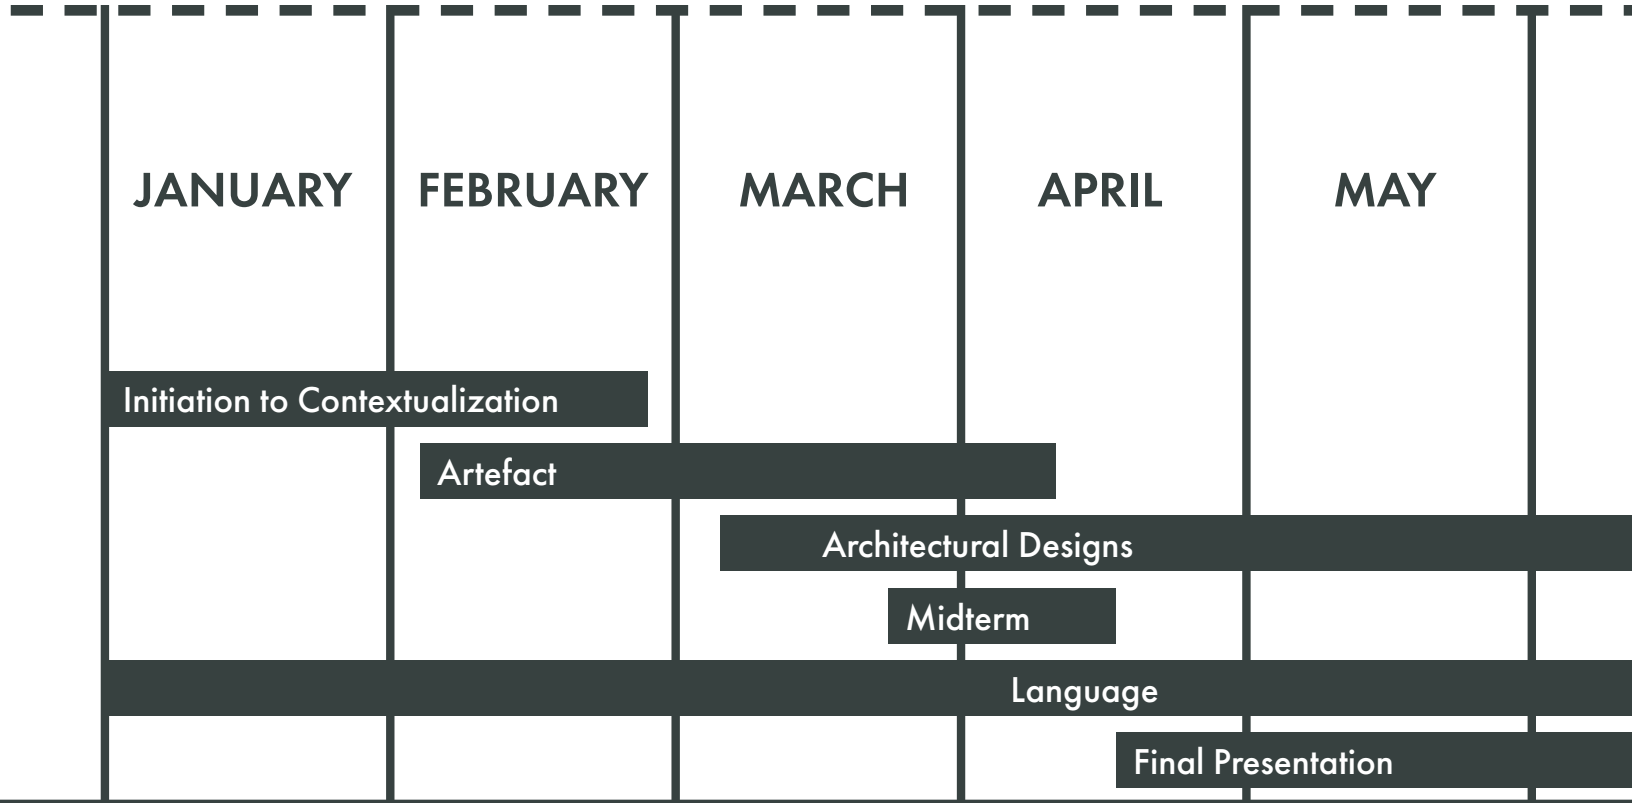 JANUARY
FEBRUARY
MARCH
APRIL
MAY
Initiation to Contextualization
Artefact
Architectural Designs
Midterm
Language
Final Presentation